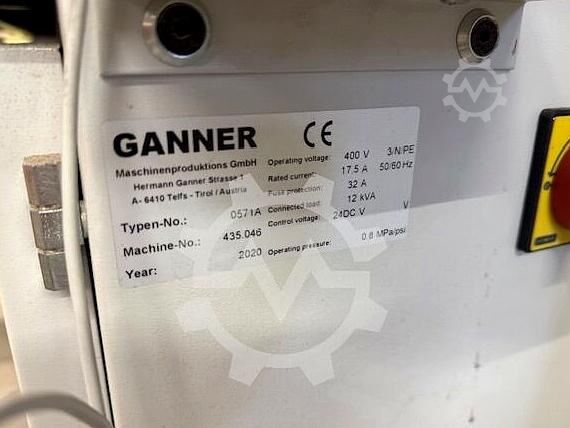 GANNER CE
Maschinenproduktions GmbH
Hermann Ganner Strasse 1
A- 6410 Telfs - Tirol / Austria
Typen-No.: 0571A
Machine-No.: 435.046
Year: 2020
Operating voltage: 400 V 3/N/PE
Rated current: 17.5 A 50/60 Hz
Fuse protection: 32 A
Connected load: 12 kVA
Control voltage: 24DC V V
Operating pressure: 0.8 MPa/psi